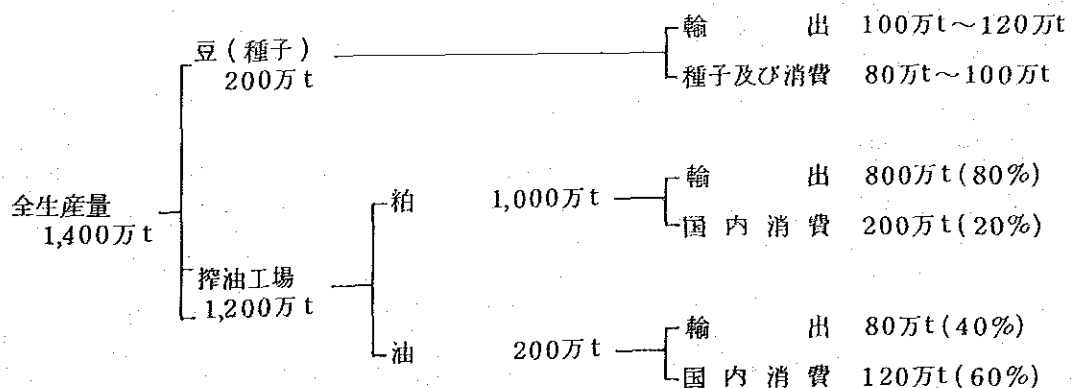 輸出 100万t～120万t
豆(種子)
200万t
種子及び消費 80万t～100万t
輸出 800万t(80%)
粕 1,000万t
全生産量
1,400万t
国内消費 200万t(20%)
搾油工場
1,200万t
輸出 80万t(40%)
油 200万t
国内消費 120万t(60%)